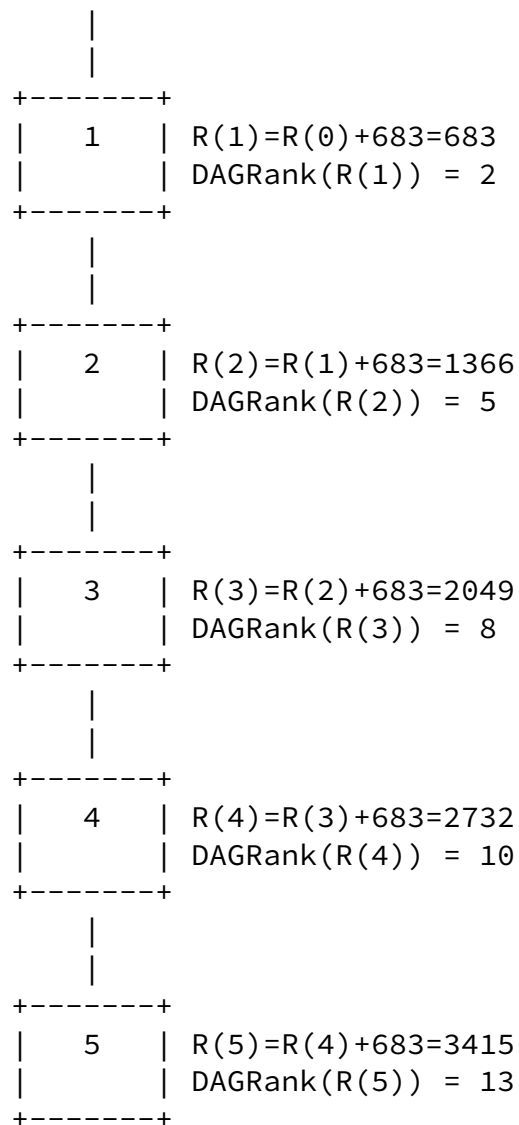 1 R(1)=R(0)+683=683
DAGRank(R(1)) = 2
2 R(2)=R(1)+683=1366
DAGRank(R(2)) = 5
3 R(3)=R(2)+683=2049
DAGRank(R(3)) = 8
4 R(4)=R(3)+683=2732
DAGRank(R(4)) = 10
5 R(5)=R(4)+683=3415
DAGRank(R(5)) = 13